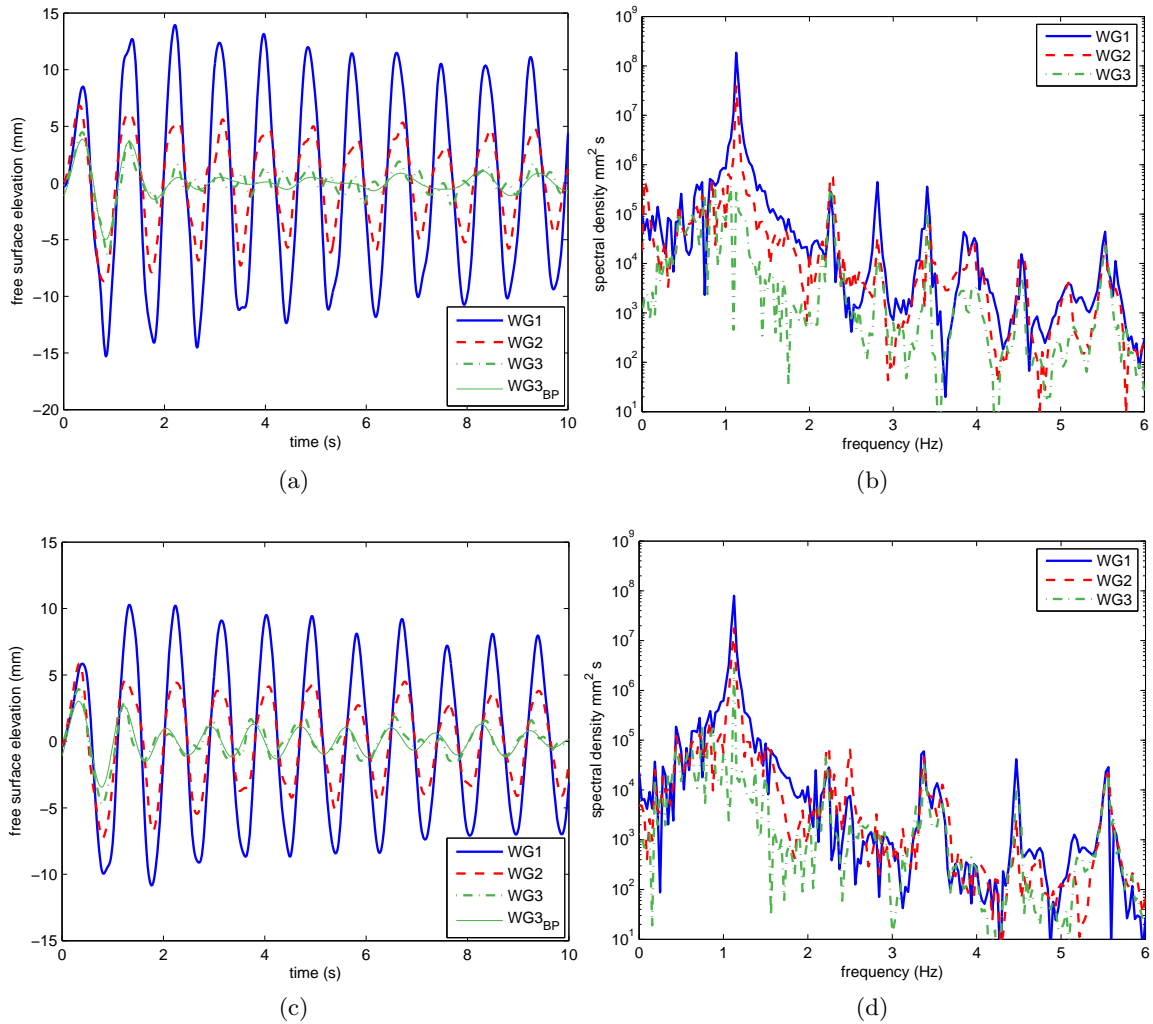 15
10
5
0
−5
−10
−15
−20
0
2
4
6
8
10
free surface elevation (mm)
time (s)
WG1
WG2
WG3
WG3BP
(a)
10^9
10^8
10^7
10^6
10^5
10^4
10^3
10^2
10^1
0
1
2
3
4
5
6
spectral density mm² s
frequency (Hz)
WG1
WG2
WG3
(b)
15
10
5
0
−5
−10
−15
0
2
4
6
8
10
free surface elevation (mm)
time (s)
WG1
WG2
WG3
WG3BP
(c)
10^9
10^8
10^7
10^6
10^5
10^4
10^3
10^2
10^1
0
1
2
3
4
5
6
spectral density mm² s
frequency (Hz)
WG1
WG2
WG3
(d)